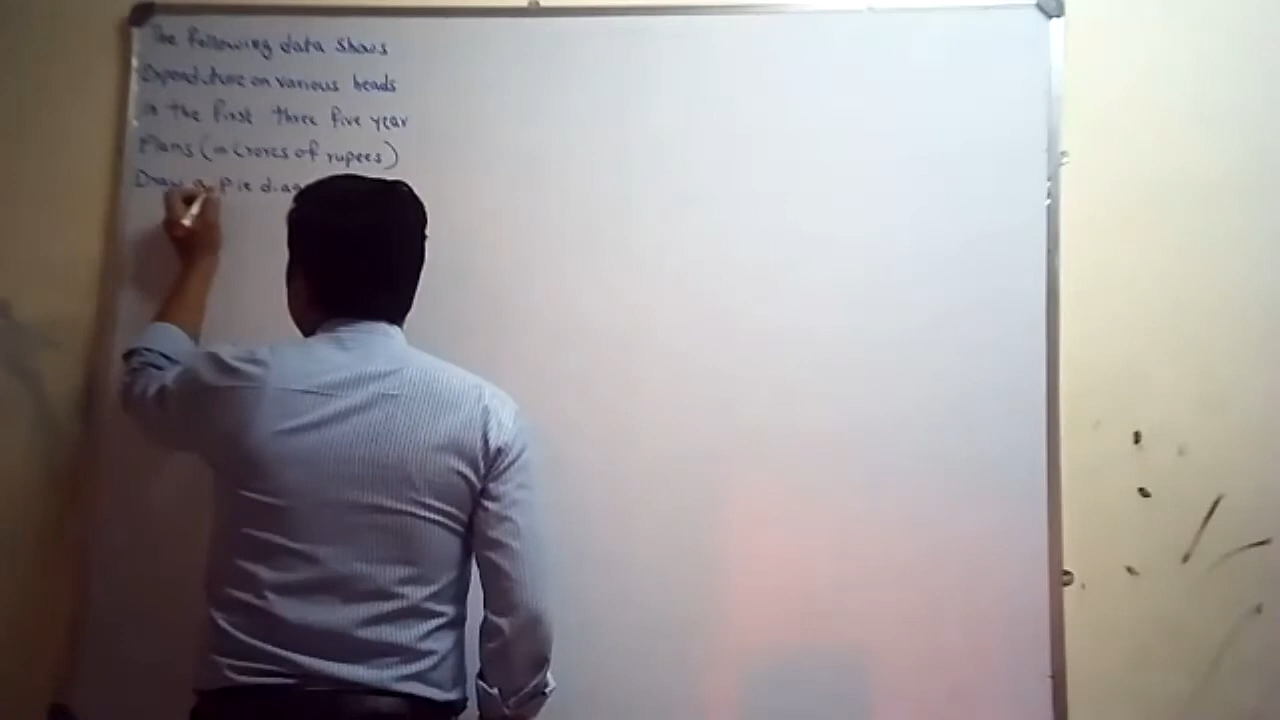 The following data shows
Expenditure on various heads
in the first three five year
Plans (in Crores of rupees)
Draw a Pie diag